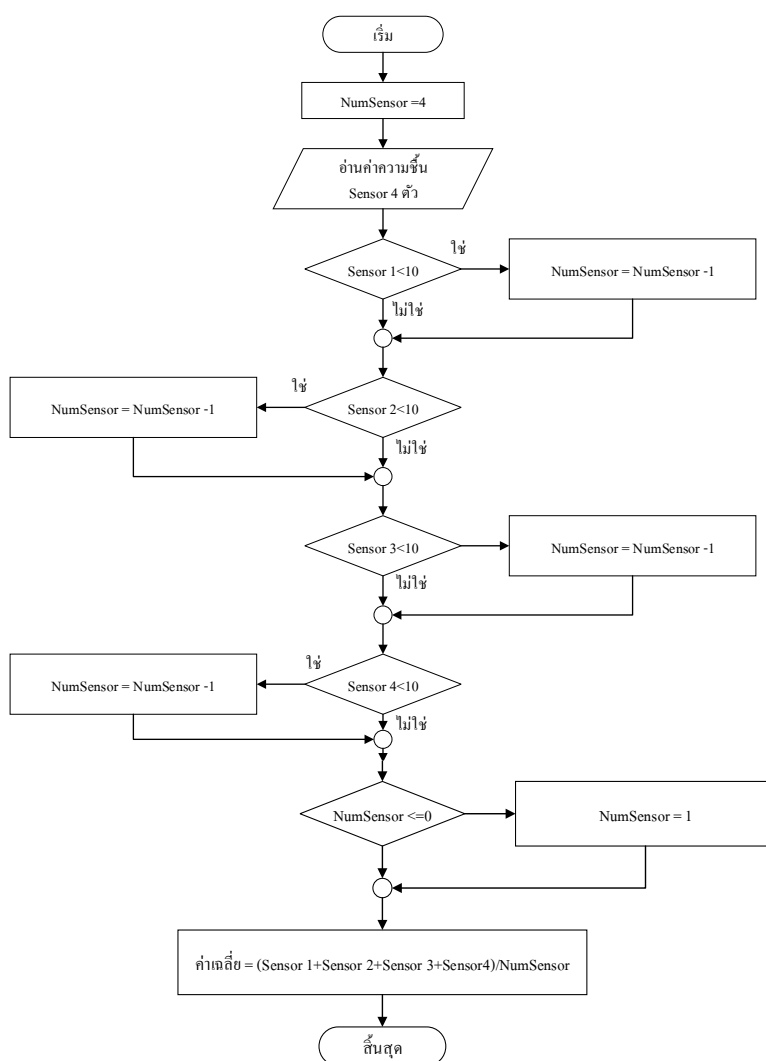 เริ่ม
NumSensor =4
อ่านค่าความชื้น
Sensor 4 ตัว
Sensor 1<10
ใช่
NumSensor = NumSensor -1
ไม่ใช่
ใช่
NumSensor = NumSensor -1
Sensor 2<10
ไม่ใช่
Sensor 3<10
NumSensor = NumSensor -1
ไม่ใช่
ใช่
NumSensor = NumSensor -1
Sensor 4<10
ไม่ใช่
NumSensor <=0
NumSensor = 1
ค่าเฉลี่ย = (Sensor 1+Sensor 2+Sensor 3+Sensor4)/NumSensor
สิ้นสุด